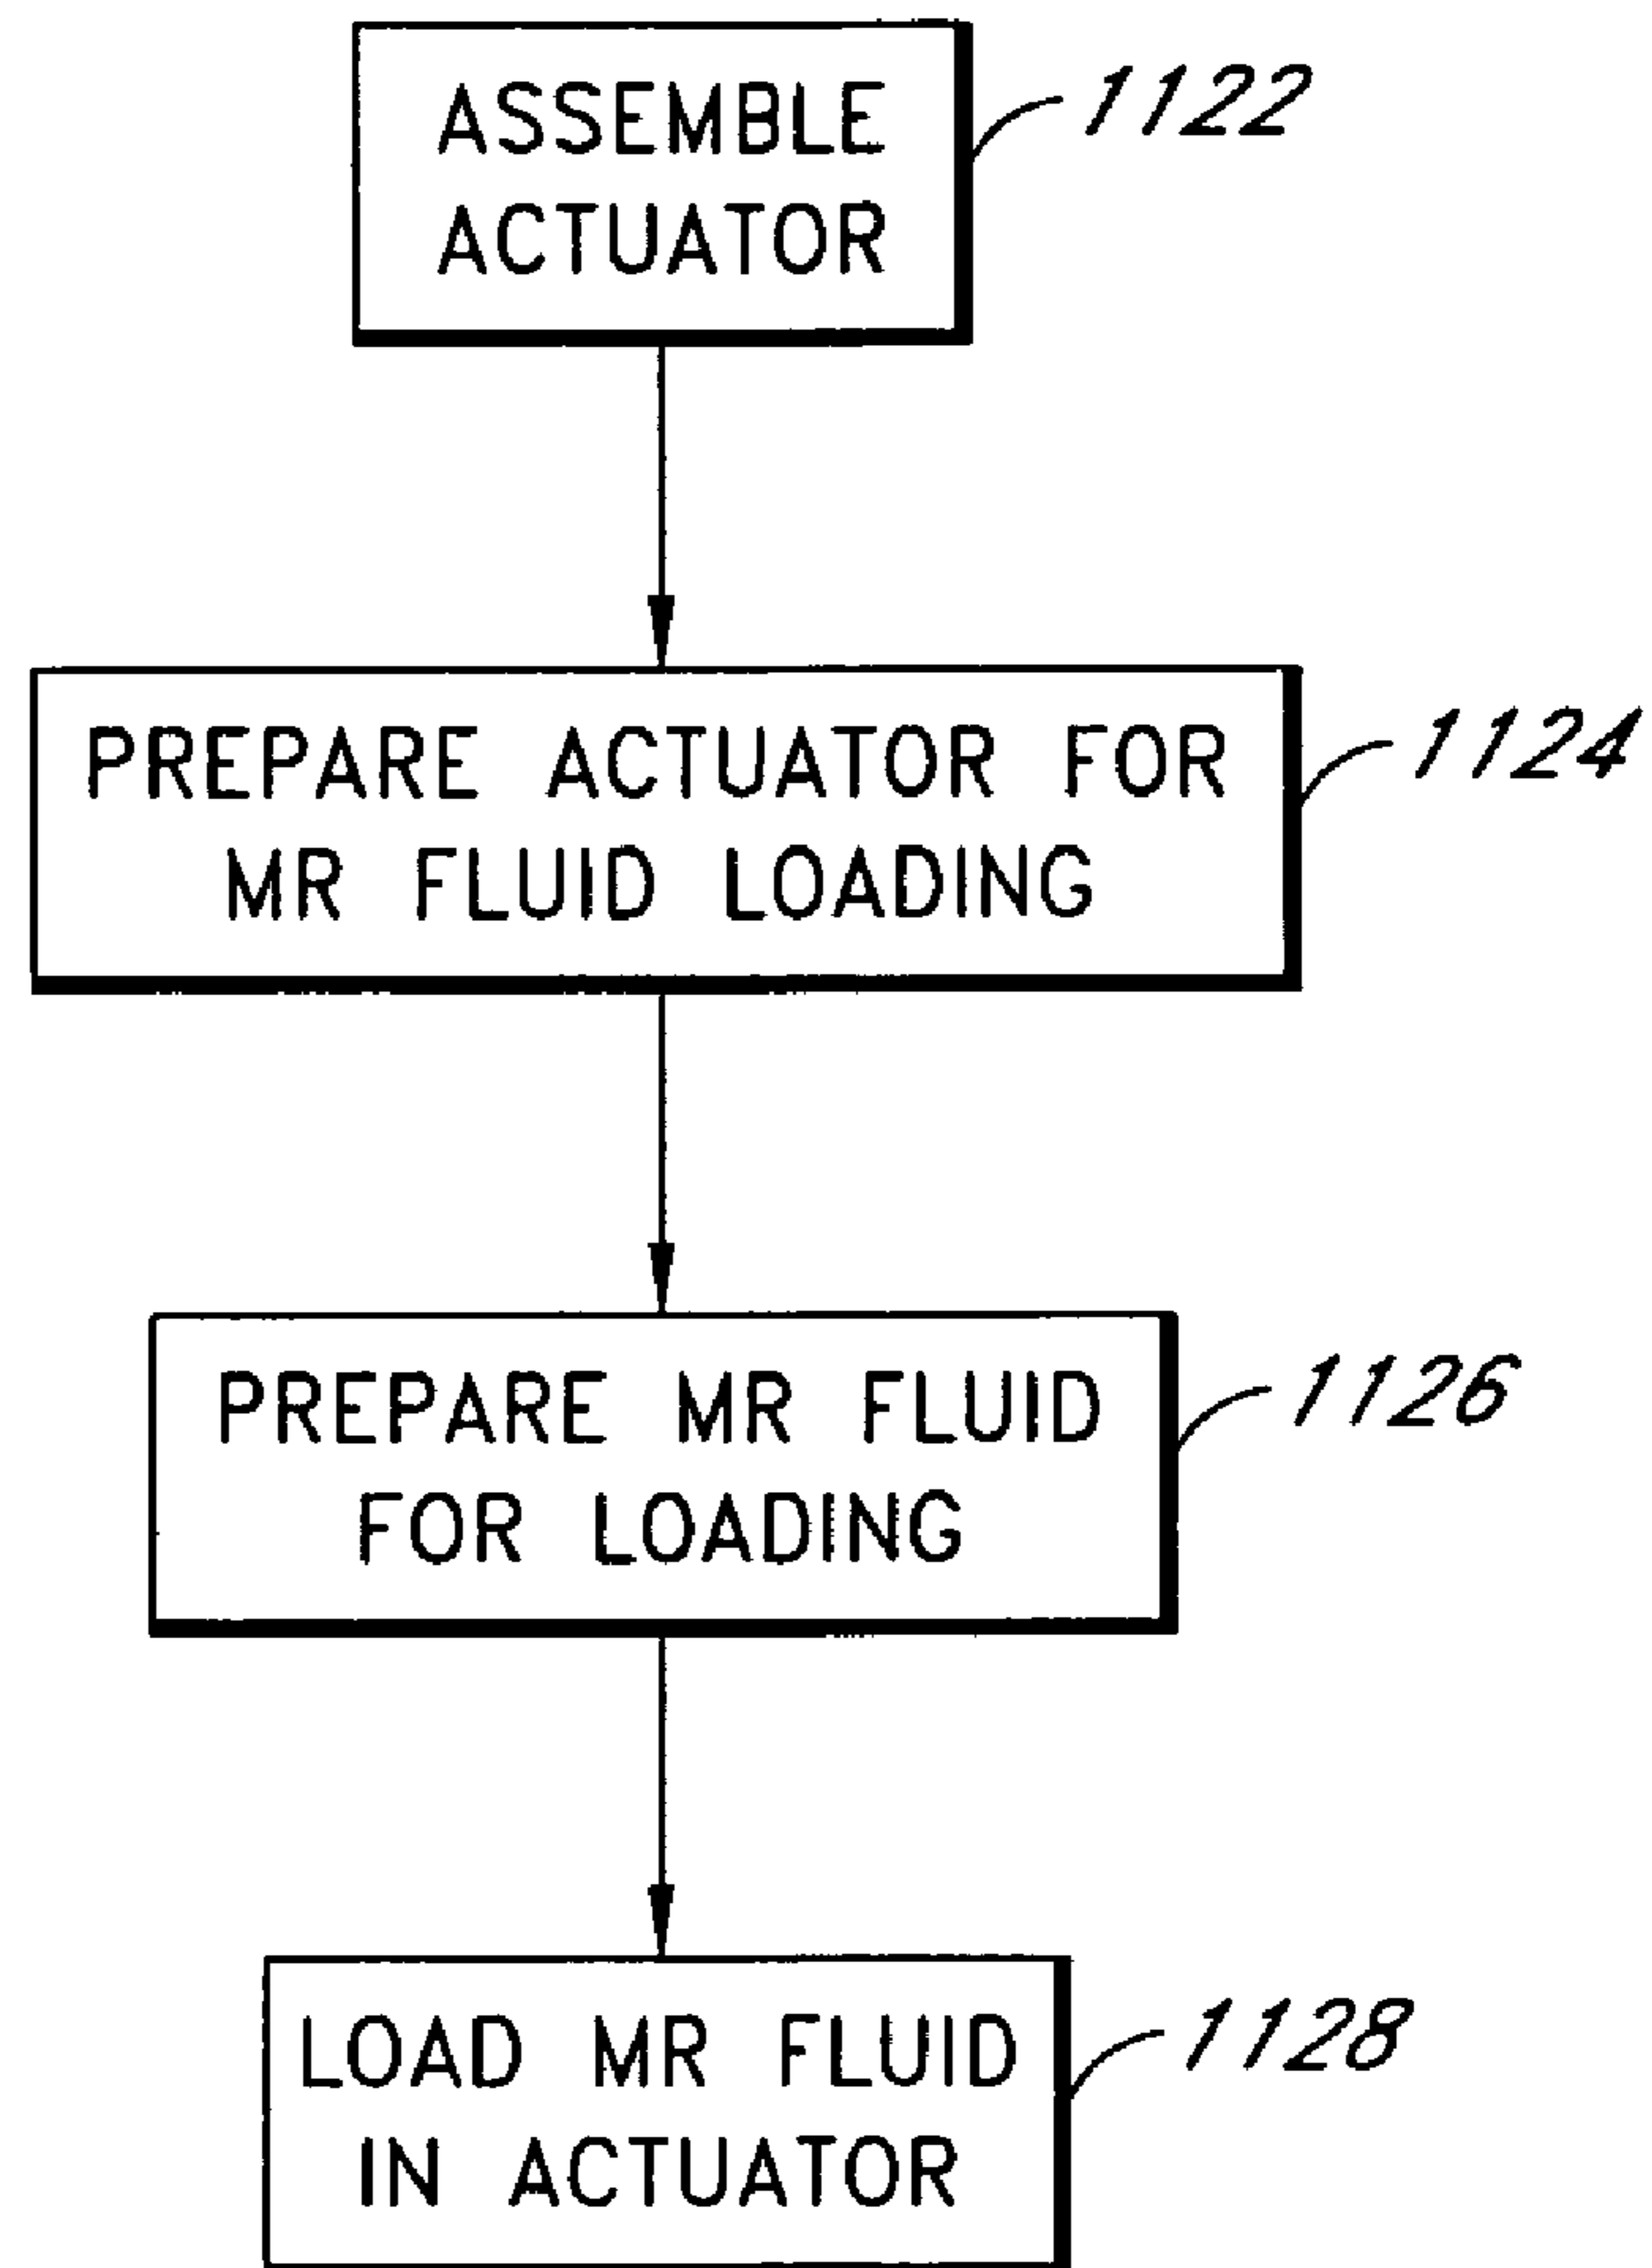 ASSEMBLE
ACTUATOR
1122
PREPARE ACTUATOR FOR
MR FLUID LOADING
1124
PREPARE MR FLUID
FOR LOADING
1126
LOAD MR FLUID
IN ACTUATOR
1128